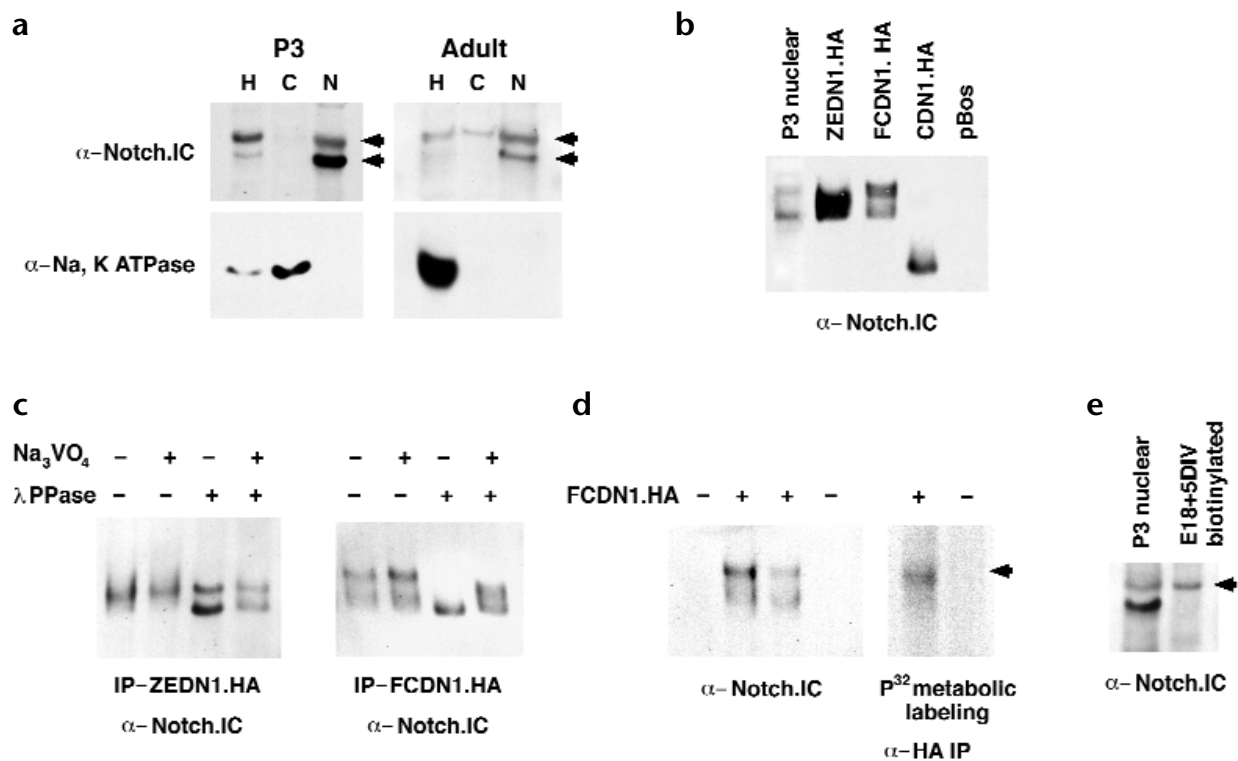 a
P3 Adult
H C N H C N
α–Notch.IC
α–Na, K ATPase
b
P3 nuclear
ZEDN1.HA
FCDN1. HA
CDN1.HA
pBos
α– Notch.IC
c
Na3VO4 – + – + – + – +
λ PPase – – + + – – + +
IP–ZEDN1.HA IP–FCDN1.HA
α– Notch.IC α– Notch.IC
d
FCDN1.HA – + + – + –
α– Notch.IC
P32 metabolic
labeling
α–HA IP
e
P3 nuclear
E18+5DIV
biotinylated
α– Notch.IC